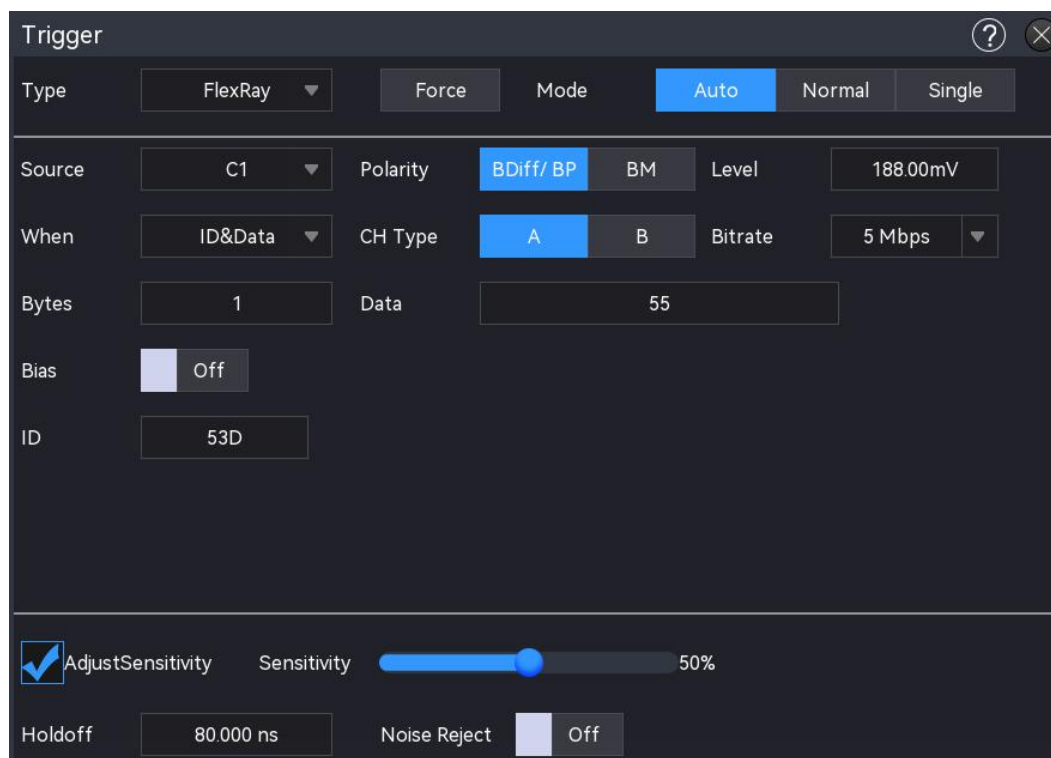 Trigger ?
Type FlexRay Force Mode Auto Normal Single
Source C1 Polarity BDiff/ BP BM Level 188.00mV
When ID&Data CH Type A B Bitrate 5 Mbps
Bytes 1 Data 55
Bias Off
ID 53D
AdjustSensitivity Sensitivity 50%
Holdoff 80.000 ns Noise Reject Off